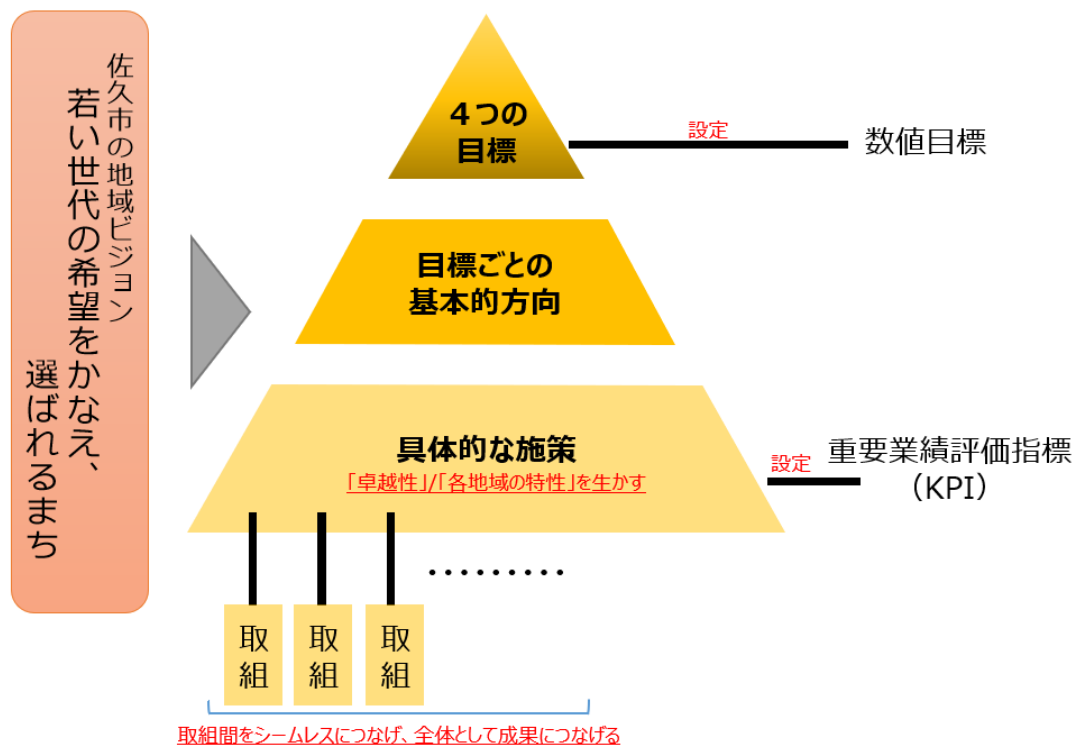 佐久市の地域ビジョン
若い世代の希望をかなえ、
選ばれるまち
４つの
目標
設定
数値目標
目標ごとの
基本的方向
具体的な施策
「卓越性」/「各地域の特性」を生かす
設定
重要業績評価指標
（KPI）
………
取組
取組
取組
取組間をシームレスにつなげ、全体として成果につなげる